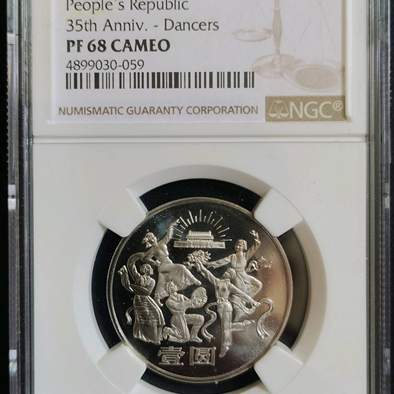 People's Republic
35th Anniv. - Dancers
PF 68 CAMEO
4899030-059
NUMISMATIC GUARANTY CORPORATION
NGC®
壹圆